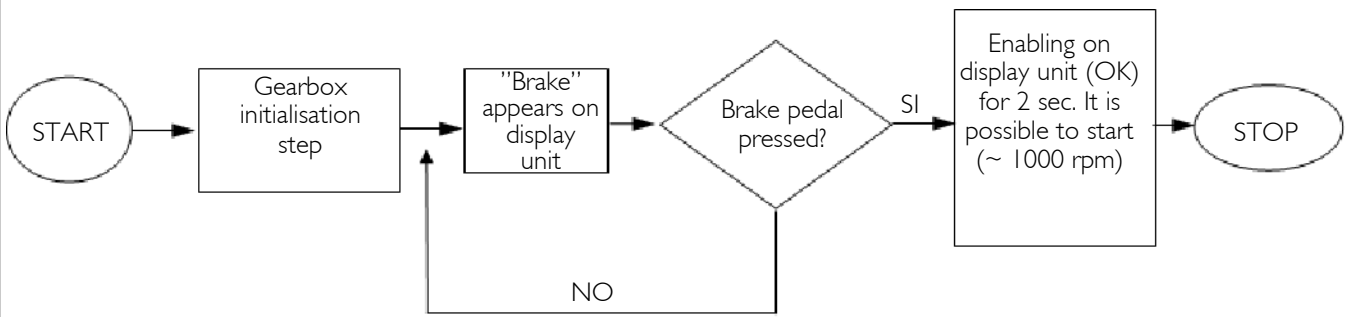 START
Gearbox
initialisation
step
"Brake"
appears on
display
unit
Brake pedal
pressed?
SI
NO
Enabling on
display unit (OK)
for 2 sec. It is
possible to start
(~ 1000 rpm)
STOP